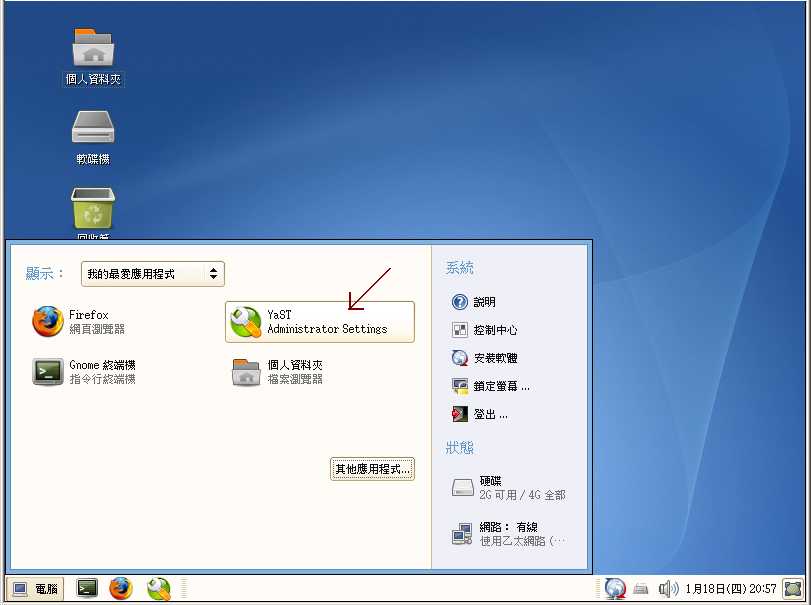 個人資料夾
軟碟機
回收筒
顯示：
我的最愛應用程式
Firefox
網頁瀏覽器
YaST
Administrator Settings
Gnome 終端機
指令行終端機
個人資料夾
檔案瀏覽器
其他應用程式...
系統
說明
控制中心
安裝軟體
鎖定螢幕 ...
登出 ...
狀態
硬碟
2G 可用 / 4G 全部
網路： 有線
使用乙太網路 (…
電腦
1月18日(四) 20:57